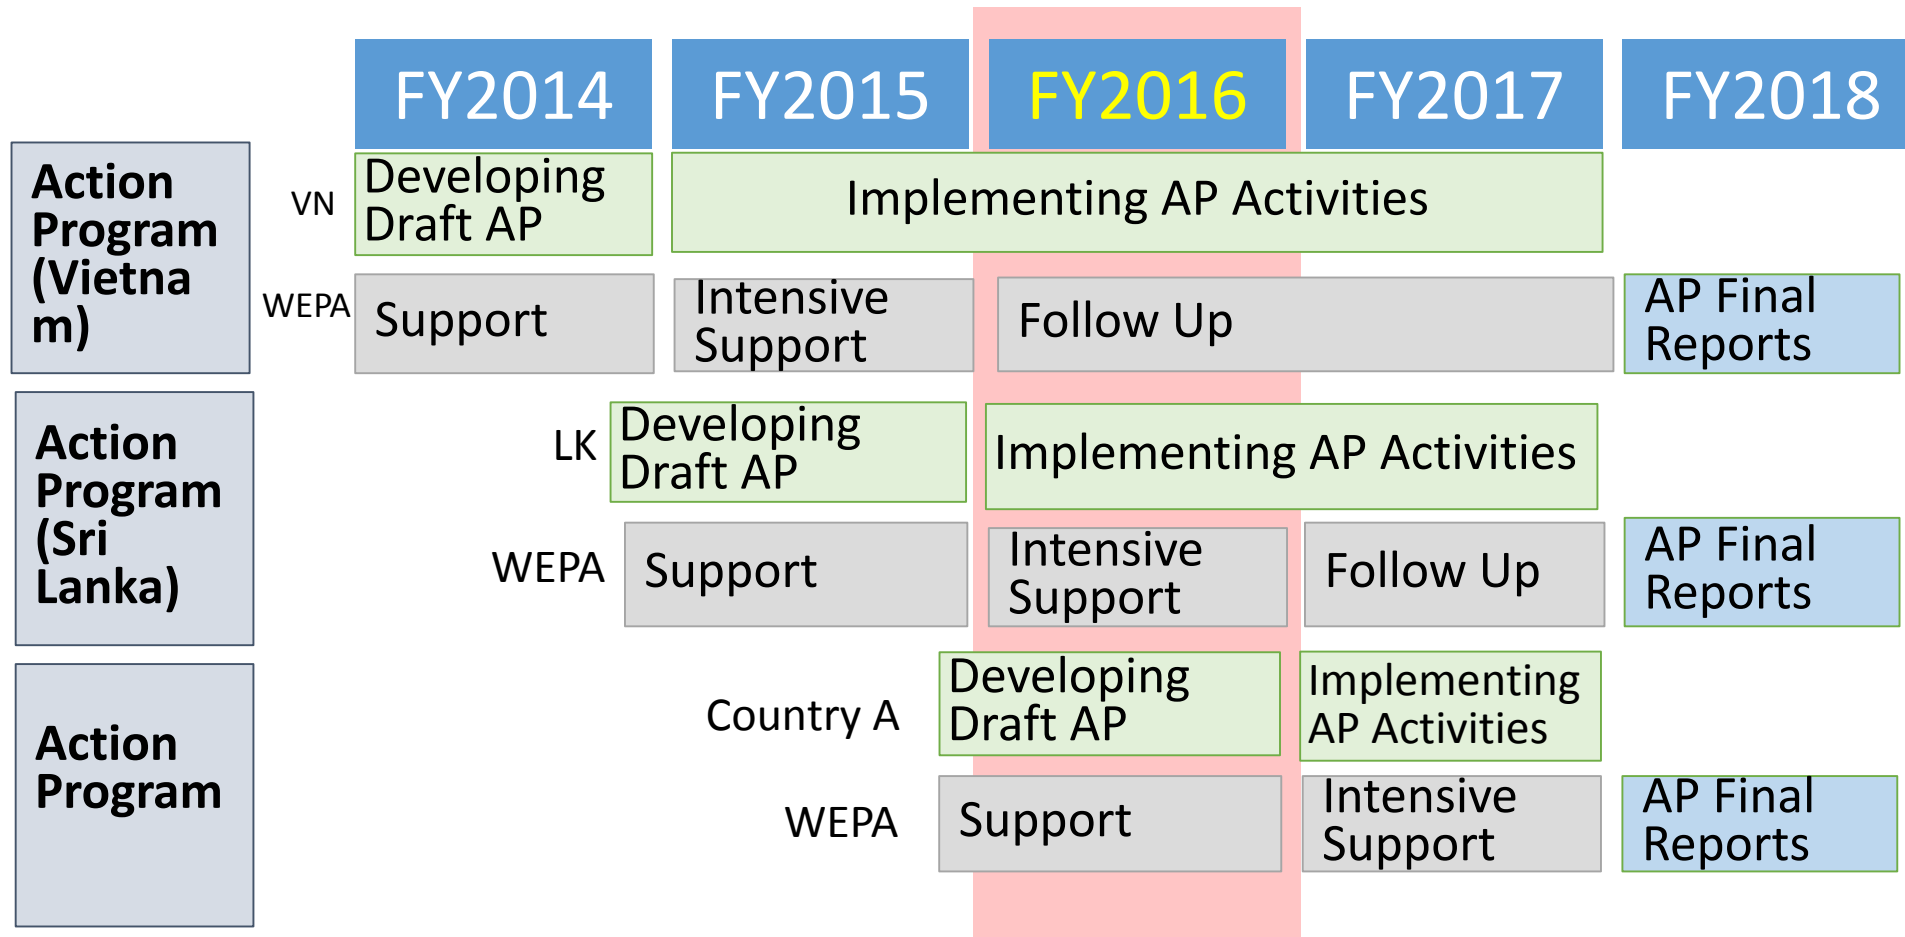 FY2014 FY2015 FY2016 FY2017 FY2018
Action
Program
(Vietna
m)
VN
Developing
Draft AP
Implementing AP Activities
WEPA
Support
Intensive
Support
Follow Up
AP Final
Reports
Action
Program
(Sri
Lanka)
LK
Developing
Draft AP
Implementing AP Activities
WEPA
Support
Intensive
Support
Follow Up
AP Final
Reports
Action
Program
Country A
Developing
Draft AP
Implementing
AP Activities
WEPA
Support
Intensive
Support
AP Final
Reports